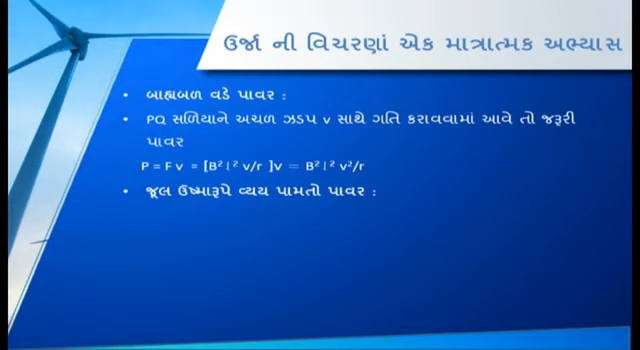 ઉર્જા ની વિચરણાં એક માત્રાત્મક અભ્યાસ
• બાહ્યબળ વડે પાવર :
• PQ સળિયાને અચળ ઝડપ v સાથે ગતિ કરાવવામાં આવે તો જરૂરી
પાવર
P = F v = [B² l² v/r ]v = B² l² v²/r
• જૂલ ઉષ્મારૂપે વ્યય પામતો પાવર :